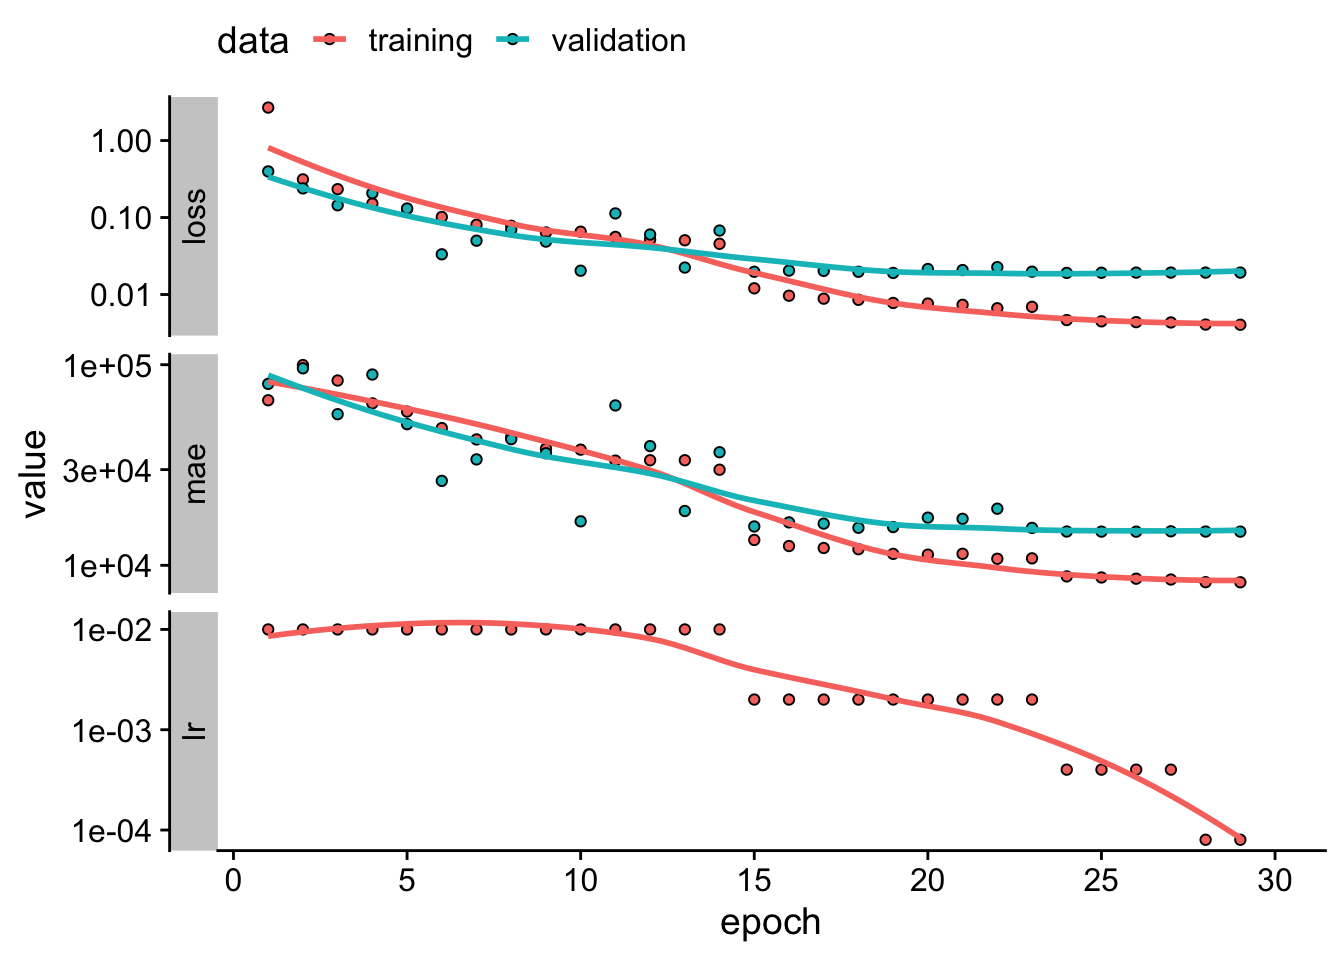 data training validation
loss
1.00
0.10
0.01
mae
1e+05
3e+04
1e+04
lr
1e-02
1e-03
1e-04
value
0 5 10 15 20 25 30
epoch